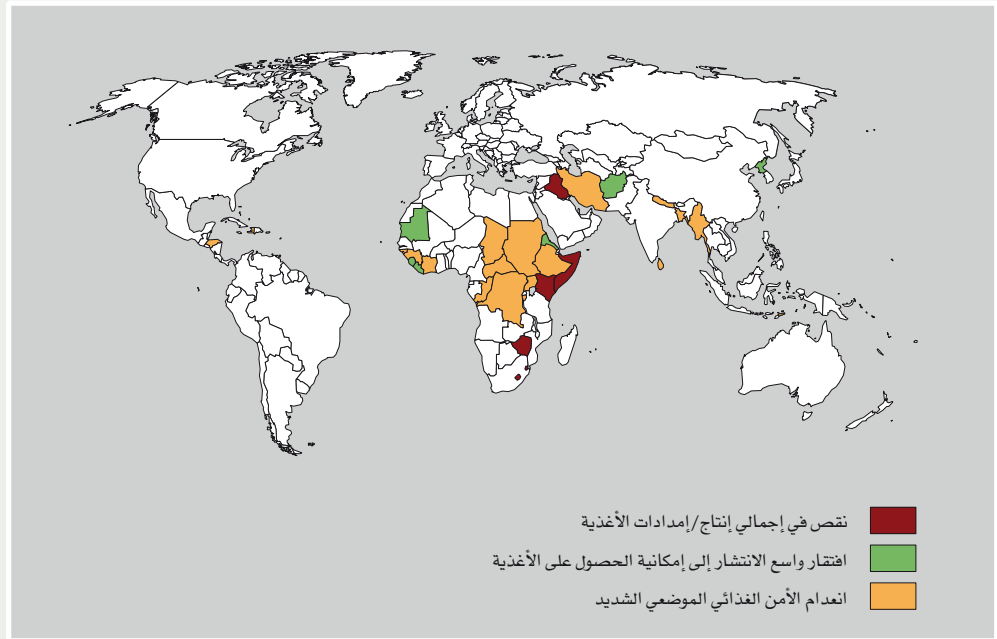 نقص في إجمالي إنتاج/إمدادات الأغذية
افتقار واسع الانتشار إلى إمكانية الحصول على الأغذية
انعدام الأمن الغذائي الموضعي الشديد